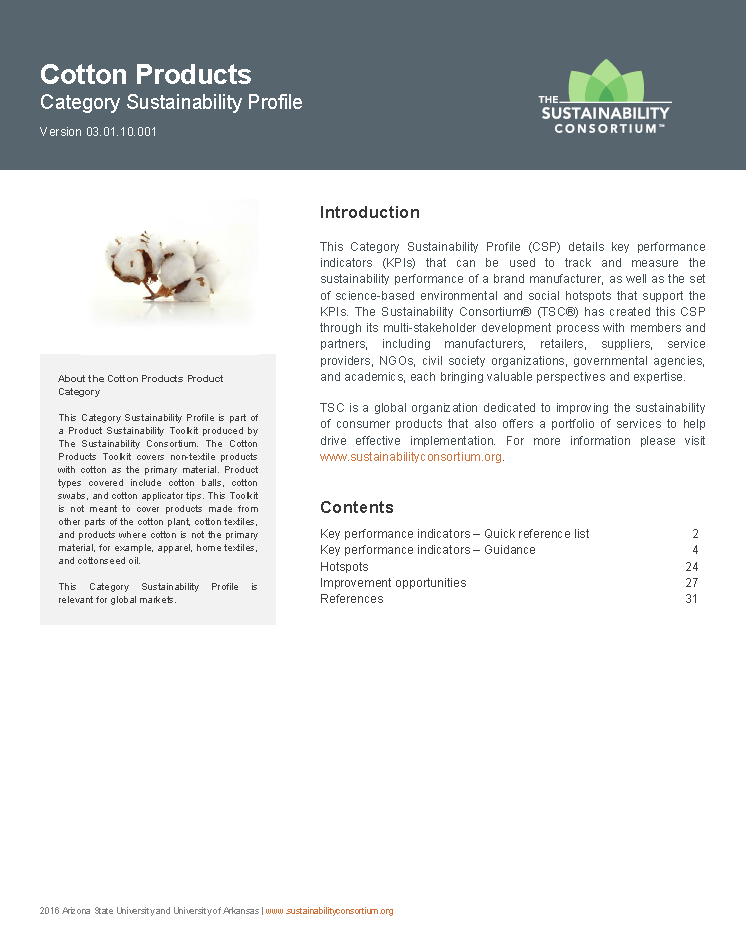 Cotton Products
Category Sustainability Profile
Version 03.01.10.001
THE
SUSTAINABILITY
CONSORTIUM™
Introduction
This Category Sustainability Profile (CSP) details key performance
indicators (KPIs) that can be used to track and measure the
sustainability performance of a brand manufacturer, as well as the set
of science-based environmental and social hotspots that support the
KPIs. The Sustainability Consortium® (TSC®) has created this CSP
through its multi-stakeholder development process with members and
partners, including manufacturers, retailers, suppliers, service
providers, NGOs, civil society organizations, governmental agencies,
and academics, each bringing valuable perspectives and expertise.
TSC is a global organization dedicated to improving the sustainability
of consumer products that also offers a portfolio of services to help
drive effective implementation. For more information please visit
www.sustainabilityconsortium.org.
Contents
Key performance indicators – Quick reference list 2
Key performance indicators – Guidance 4
Hotspots 24
Improvement opportunities 27
References 31
About the Cotton Products Product
Category
This Category Sustainability Profile is part of
a Product Sustainability Toolkit produced by
The Sustainability Consortium. The Cotton
Products Toolkit covers non-textile products
with cotton as the primary material. Product
types covered include cotton balls, cotton
swabs, and cotton applicator tips. This Toolkit
is not meant to cover products made from
other parts of the cotton plant, cotton textiles,
and products where cotton is not the primary
material, for example, apparel, home textiles,
and cottonseed oil.
This Category Sustainability Profile is
relevant for global markets.
2016 Arizona State University and University of Arkansas | www.sustainabilityconsortium.org